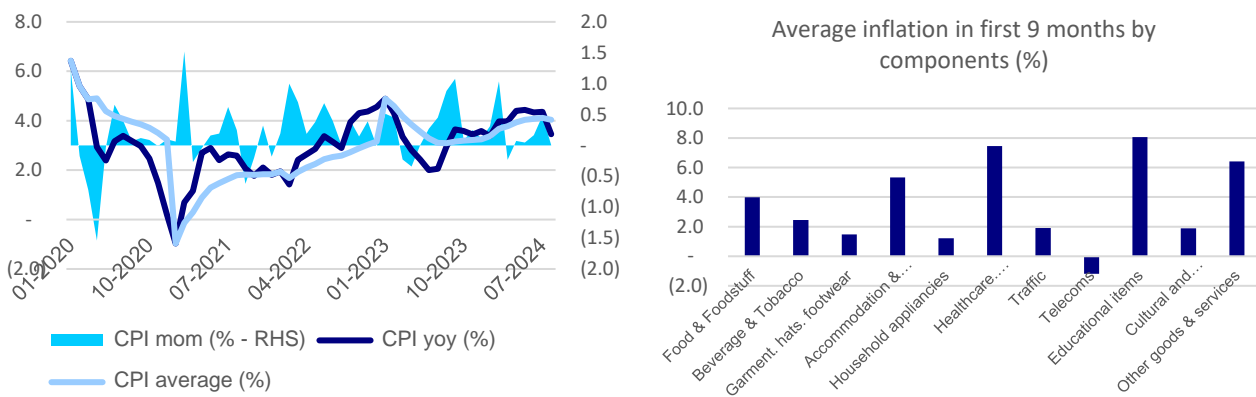 8.0
6.0
4.0
2.0
-
(2.0)
2.0
1.5
1.0
0.5
-
(0.5)
(1.0)
(1.5)
(2.0)
01-2020
10-2020
07-2021
04-2022
01-2023
10-2023
07-2024
CPI mom (% - RHS)
CPI yoy (%)
CPI average (%)
Average inflation in first 9 months by
components (%)
10.0
8.0
6.0
4.0
2.0
-
(2.0)
Food & Foodstuff
Beverage & Tobacco
Garment. hats. footwear
Accommodation &…
Household appliancies
Healthcare.…
Traffic
Telecoms
Educational items
Cultural and…
Other goods & services